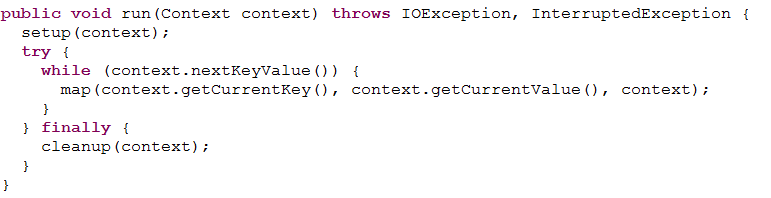 public void run(Context context) throws IOException, InterruptedException {
  setup(context);
  try {
    while (context.nextKeyValue()) {
      map(context.getCurrentKey(), context.getCurrentValue(), context);
    }
  } finally {
    cleanup(context);
  }
}